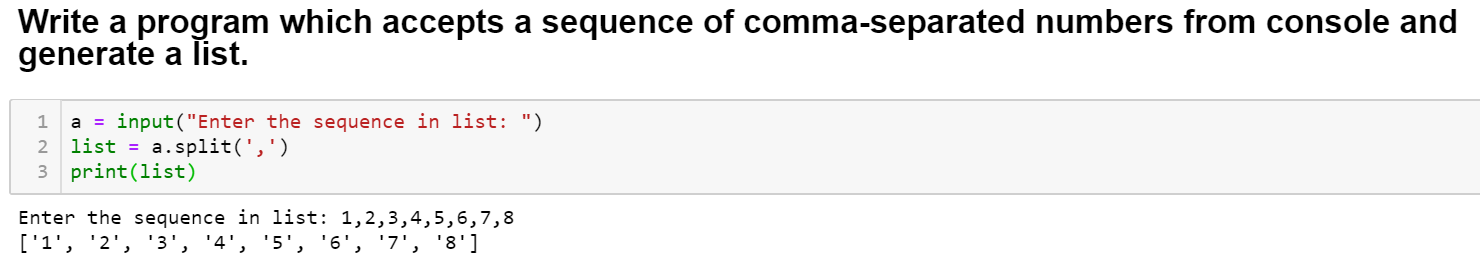 Write a program which accepts a sequence of comma-separated numbers from console and
generate a list.
1 a = input("Enter the sequence in list: ")
2 list = a.split(',')
3 print(list)
Enter the sequence in list: 1,2,3,4,5,6,7,8
['1', '2', '3', '4', '5', '6', '7', '8']